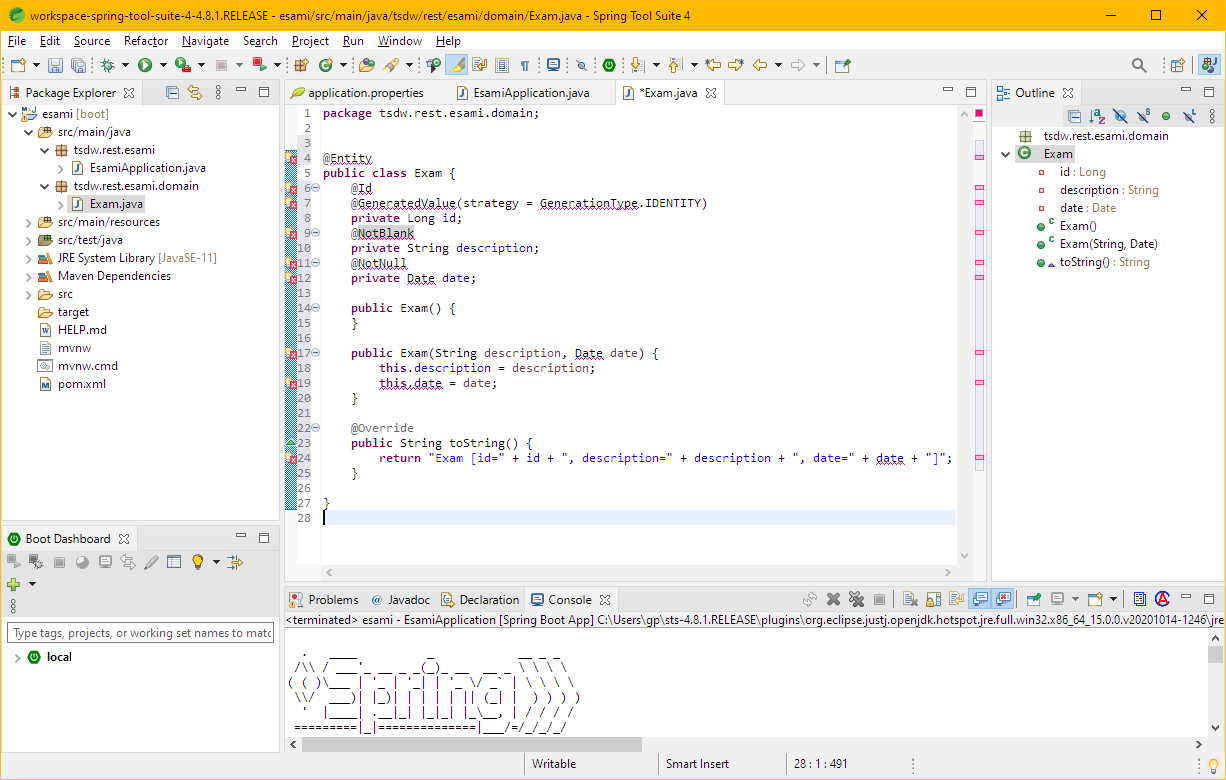 workspace-spring-tool-suite-4-4.8.1.RELEASE - esami/src/main/java/tsdw/rest/esami/domain/Exam.java - Spring Tool Suite 4
File Edit Source Refactor Navigate Search Project Run Window Help
Package Explorer
esami [boot]
src/main/java
tsdw.rest.esami
EsamiApplication.java
tsdw.rest.esami.domain
Exam.java
src/main/resources
src/test/java
JRE System Library [JavaSE-11]
Maven Dependencies
src
target
HELP.md
mvnw
mvnw.cmd
pom.xml
Boot Dashboard
Type tags, projects, or working set names to matc
local
application.properties EsamiApplication.java *Exam.java
1 package tsdw.rest.esami.domain;
2
3
4 @Entity
5 public class Exam {
6 @Id
7 @GeneratedValue(strategy = GenerationType.IDENTITY)
8 private Long id;
9 @NotBlank
10 private String description;
11 @NotNull
12 private Date date;
13
14 public Exam() {
15 }
16
17 public Exam(String description, Date date) {
18 this.description = description;
19 this.date = date;
20 }
21
22 @Override
23 public String toString() {
24 return "Exam [id=" + id + ", description=" + description + ", date=" + date + "]";
25 }
26
27 }
28
Outline
tsdw.rest.esami.domain
Exam
id : Long
description : String
date : Date
Exam()
Exam(String, Date)
toString() : String
Problems Javadoc Declaration Console
<terminated> esami - EsamiApplication [Spring Boot App] C:\Users\gp\sts-4.8.1.RELEASE\plugins\org.eclipse.justj.openjdk.hotspot.jre.full.win32.x86_64_15.0.0.v20201014-1246\jre
Spring
Writable Smart Insert 28 : 1 : 491